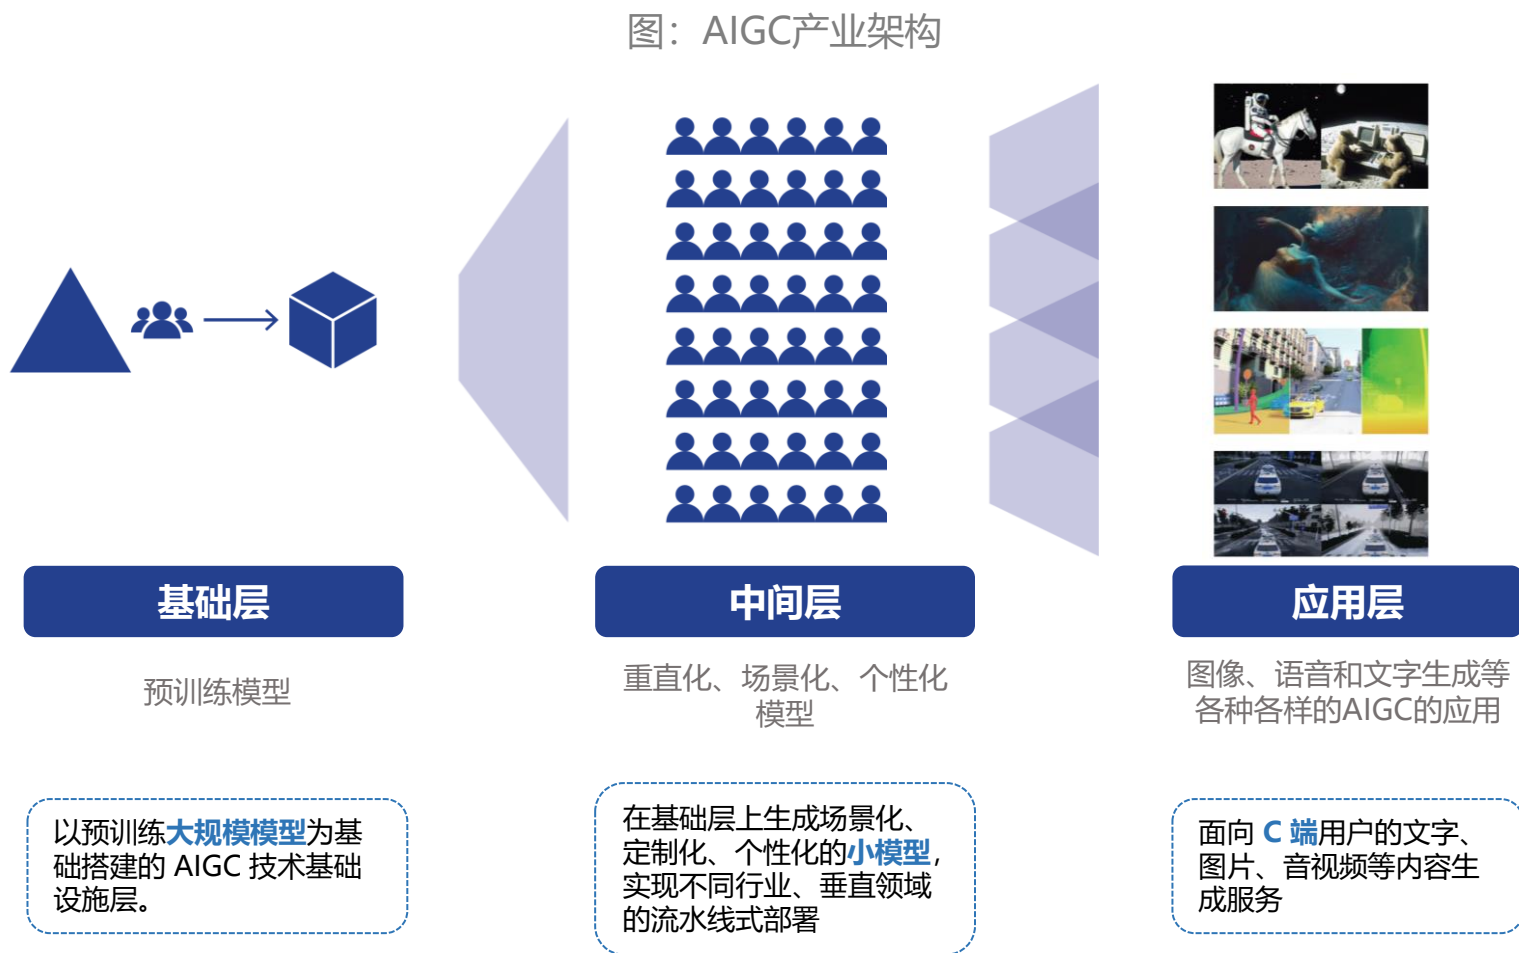 图：AIGC产业架构
基础层
中间层
应用层
预训练模型
重直化、场景化、个性化
模型
图像、语音和文字生成等
各种各样的AIGC的应用
以预训练大规模模型为基
础搭建的 AIGC 技术基础
设施层。
在基础层上生成场景化、
定制化、个性化的小模型，
实现不同行业、垂直领域
的流水线式部署
面向 C 端用户的文字、
图片、音视频等内容生
成服务